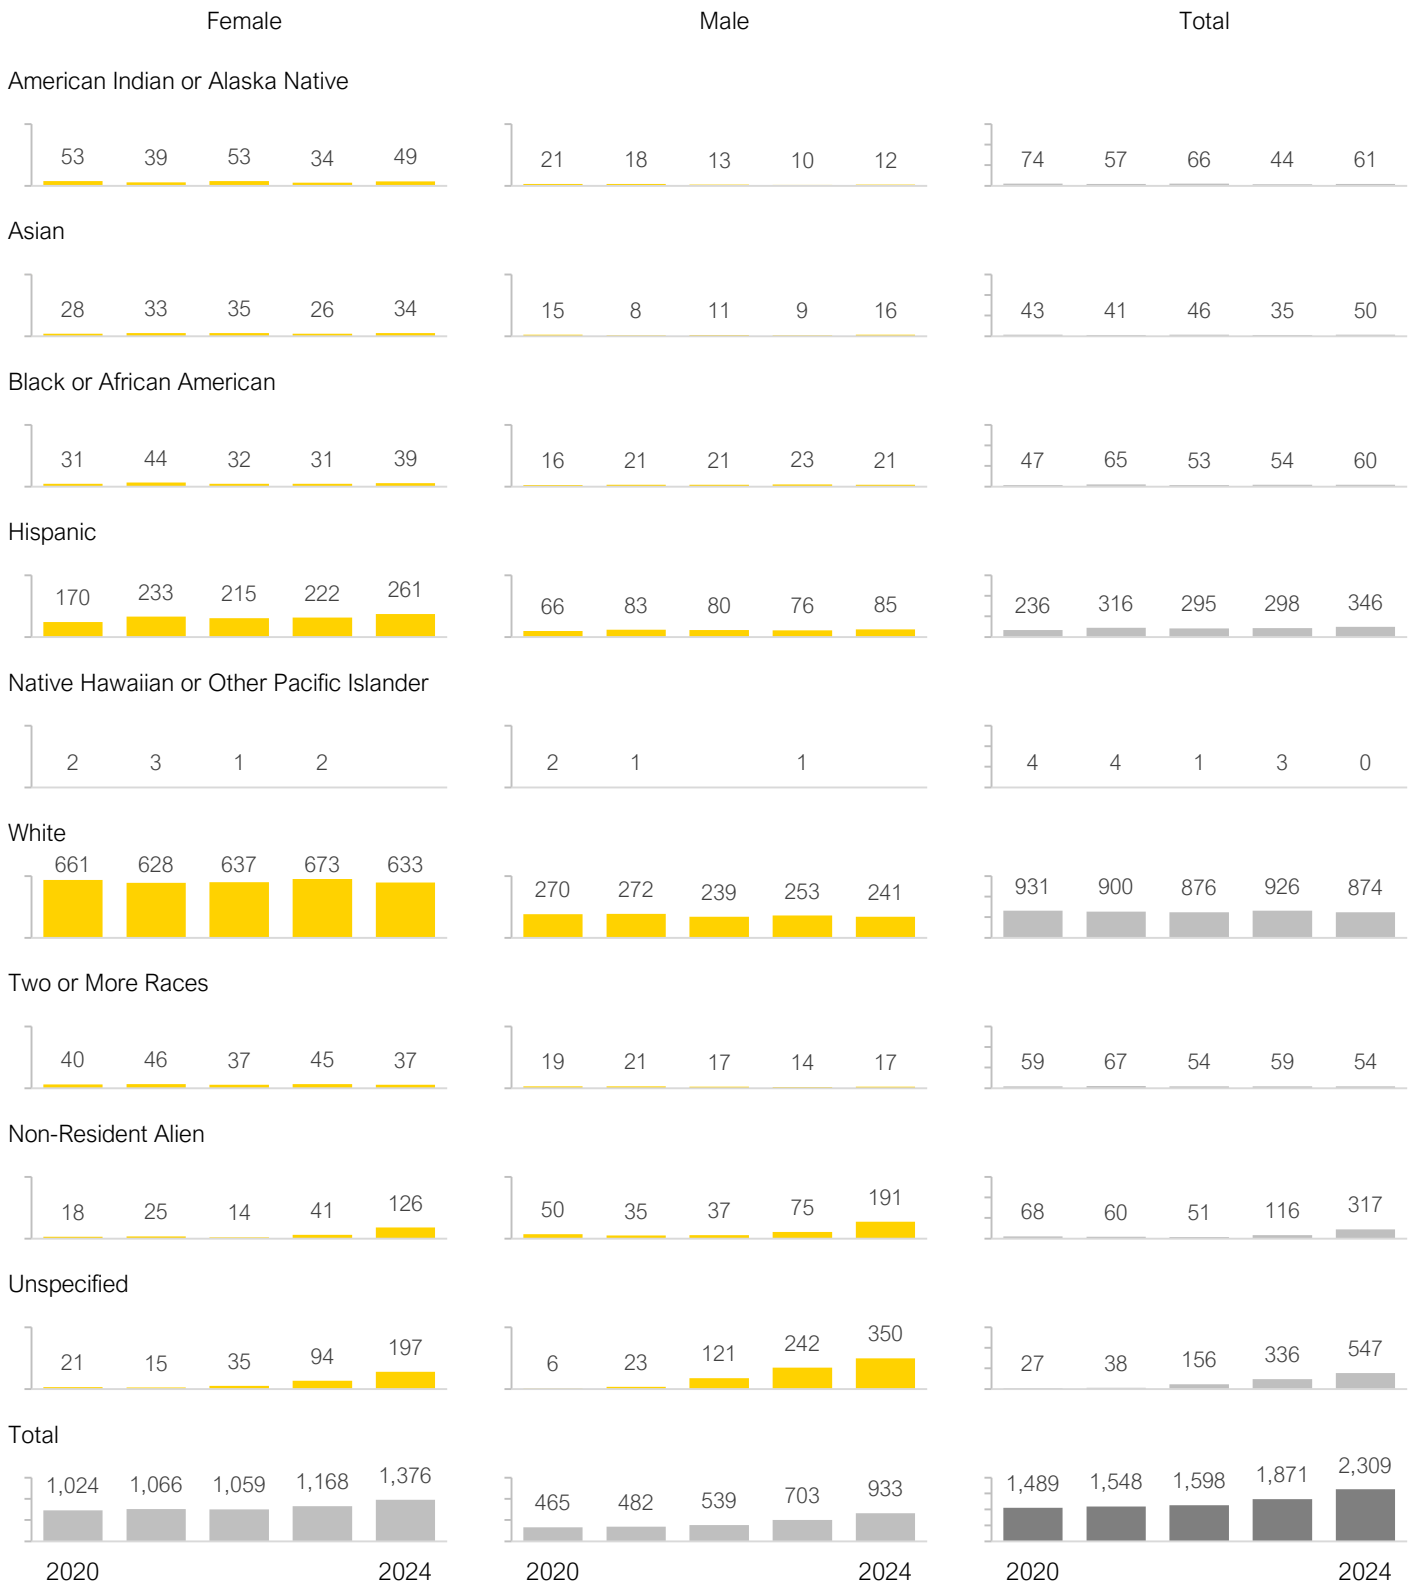 Female Male Total
American Indian or Alaska Native
53 39 53 34 49 21 18 13 10 12 74 57 66 44 61
Asian
28 33 35 26 34 15 8 11 9 16 43 41 46 35 50
Black or African American
31 44 32 31 39 16 21 21 23 21 47 65 53 54 60
Hispanic
170 233 215 222 261 66 83 80 76 85 236 316 295 298 346
Native Hawaiian or Other Pacific Islander
2 3 1 2 2 1 1 4 4 1 3 0
White
661 628 637 673 633 270 272 239 253 241 931 900 876 926 874
Two or More Races
40 46 37 45 37 19 21 17 14 17 59 67 54 59 54
Non-Resident Alien
18 25 14 41 126 50 35 37 75 191 68 60 51 116 317
Unspecified
21 15 35 94 197 6 23 121 242 350 27 38 156 336 547
Total
1,024 1,066 1,059 1,168 1,376 465 482 539 703 933 1,489 1,548 1,598 1,871 2,309
2020 2024 2020 2024 2020 2024